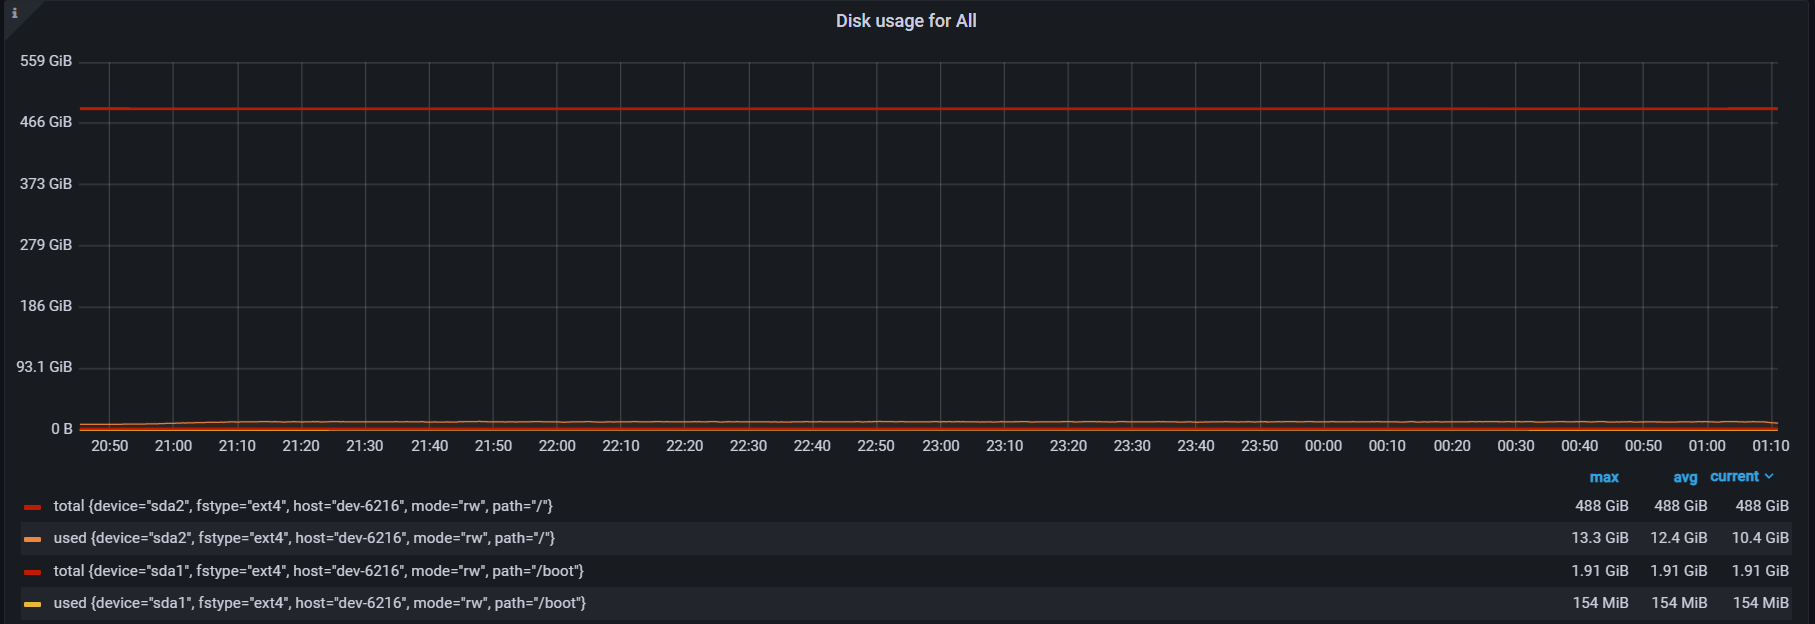 i
Disk usage for All
559 GiB
466 GiB
373 GiB
279 GiB
186 GiB
93.1 GiB
0 B
20:50 21:00 21:10 21:20 21:30 21:40 21:50 22:00 22:10 22:20 22:30 22:40 22:50 23:00 23:10 23:20 23:30 23:40 23:50 00:00 00:10 00:20 00:30 00:40 00:50 01:00 01:10
max avg current
total {device="sda2", fstype="ext4", host="dev-6216", mode="rw", path="/"} 488 GiB 488 GiB 488 GiB
used {device="sda2", fstype="ext4", host="dev-6216", mode="rw", path="/"} 13.3 GiB 12.4 GiB 10.4 GiB
total {device="sda1", fstype="ext4", host="dev-6216", mode="rw", path="/boot"} 1.91 GiB 1.91 GiB 1.91 GiB
used {device="sda1", fstype="ext4", host="dev-6216", mode="rw", path="/boot"} 154 MiB 154 MiB 154 MiB